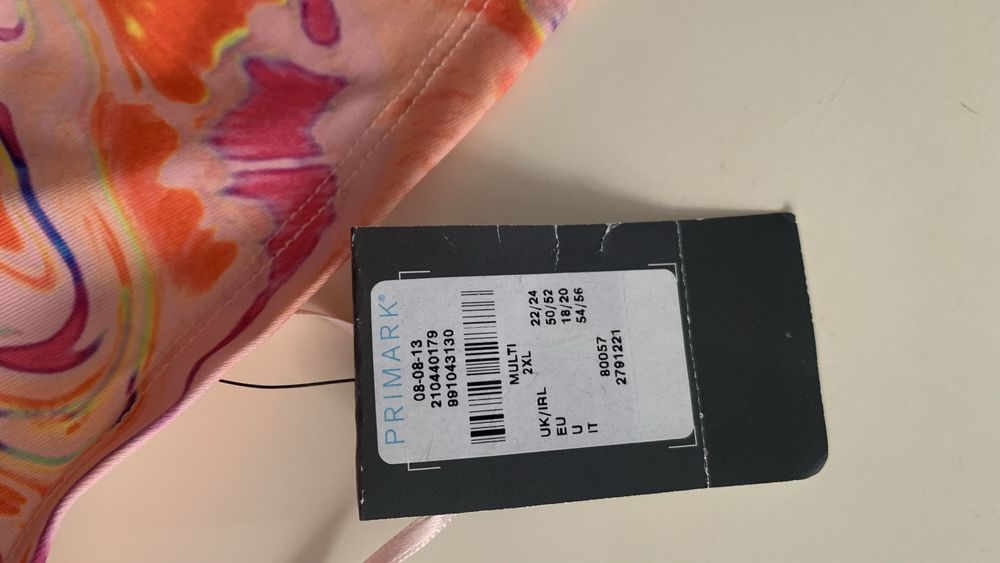 PRIMARK®
08-08-13
210440179
991043130
MULTI
2XL
UK/IRL 22/24
EU 50/52
U 18/20
IT 54/56
80057
2791221